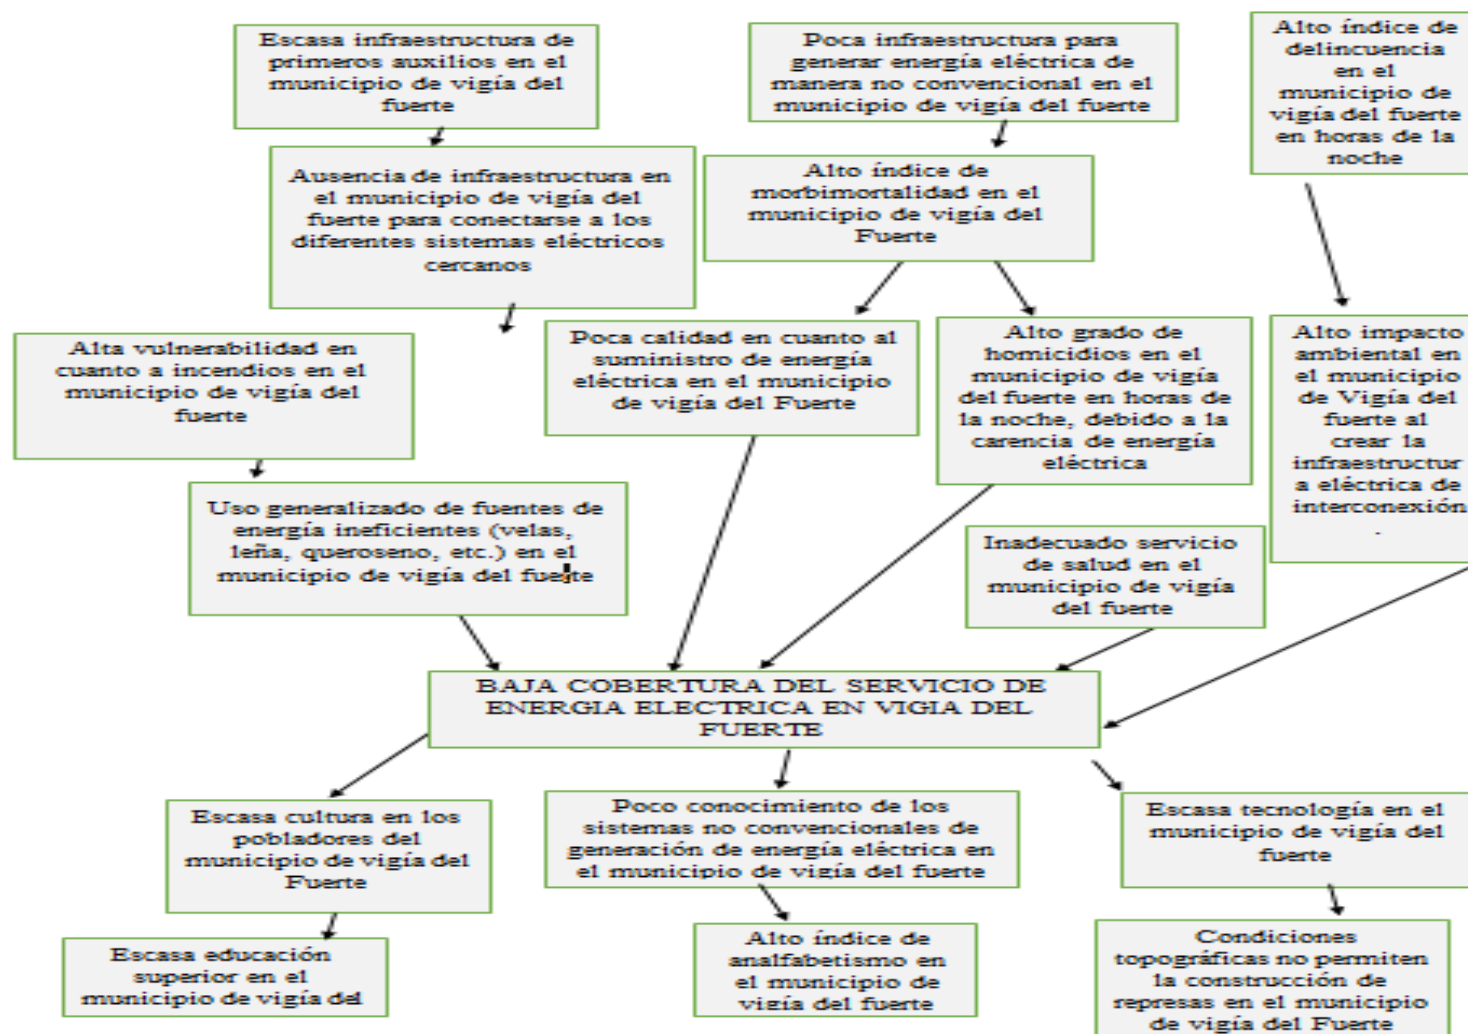 Escasa infraestructura de
primeros auxilios en el
municipio de vigía del
fuerte
Poca infraestructura para
generar energía eléctrica de
manera no convencional en el
municipio de vigía del fuerte
Alto índice de
delincuencia
en el
municipio de
vigía del fuerte
en horas de la
noche
Ausencia de infraestructura en
el municipio de vigía del
fuerte para conectarse a los
diferentes sistemas eléctricos
cercanos
Alto índice de
morbimortalidad en el
municipio de vigía del
Fuerte
Alta vulnerabilidad en
cuanto a incendios en el
municipio de vigía del
fuerte
Poca calidad en cuanto al
suministro de energía
eléctrica en el municipio
de vigía del Fuerte
Alto grado de
homicidios en el
municipio de vigía
del fuerte en horas de
la noche, debido a la
carencia de energía
eléctrica
Alto impacto
ambiental en
el municipio
de Vigía del
fuerte al
crear la
infraestructur
a eléctrica de
interconexión
.
Uso generalizado de fuentes de
energía ineficientes (velas,
leña, queroseno, etc.) en el
municipio de vigía del fuerte
Inadecuado servicio
de salud en el
municipio de vigía
del fuerte
BAJA COBERTURA DEL SERVICIO DE
ENERGIA ELECTRICA EN VIGIA DEL
FUERTE
Escasa cultura en los
pobladores del
municipio de vigía del
Fuerte
Poco conocimiento de los
sistemas no convencionales de
generación de energía eléctrica en
el municipio de vigía del fuerte
Escasa tecnología en el
municipio de vigía del
fuerte
Escasa educación
superior en el
municipio de vigía del
Alto índice de
analfabetismo en
el municipio de
vigía del fuerte
Condiciones
topográficas no permiten
la construcción de
represas en el municipio
de vigía del Fuerte